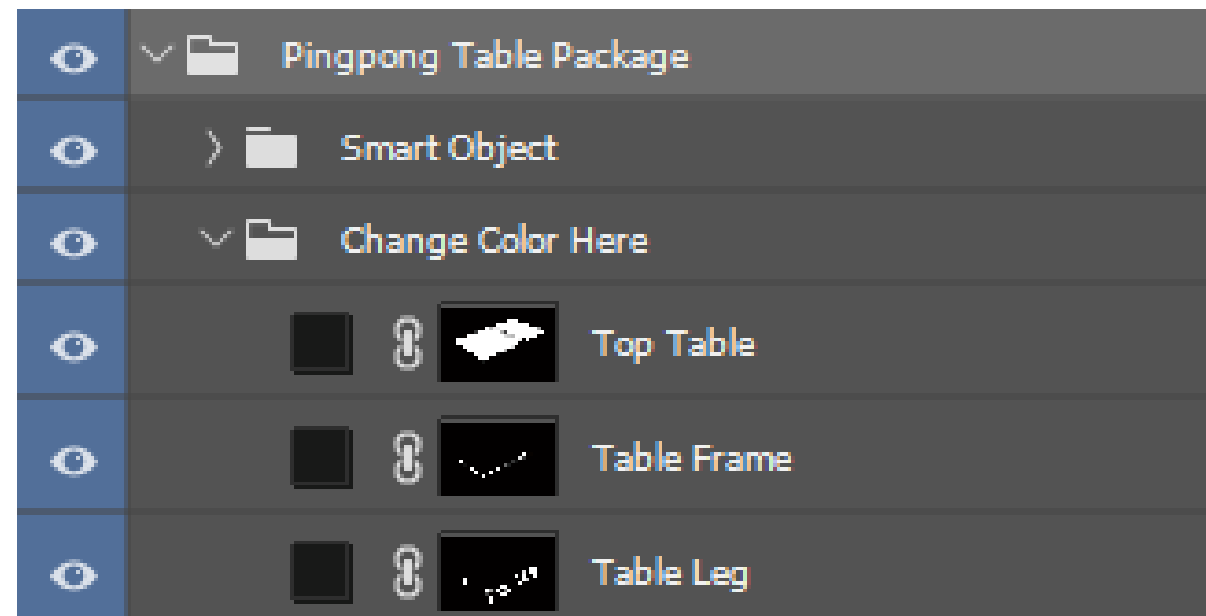 Pingpong Table Package
Smart Object
Change Color Here
Top Table
Table Frame
Table Leg